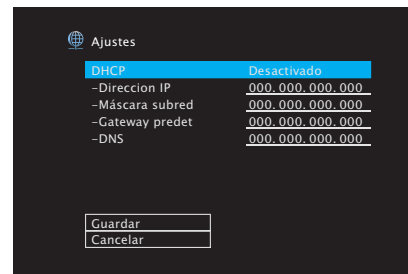 Ajustes
DHCP Desactivado
-Direccion IP 000.000.000.000
-Máscara subred 000.000.000.000
-Gateway predet 000.000.000.000
-DNS 000.000.000.000
Guardar
Cancelar